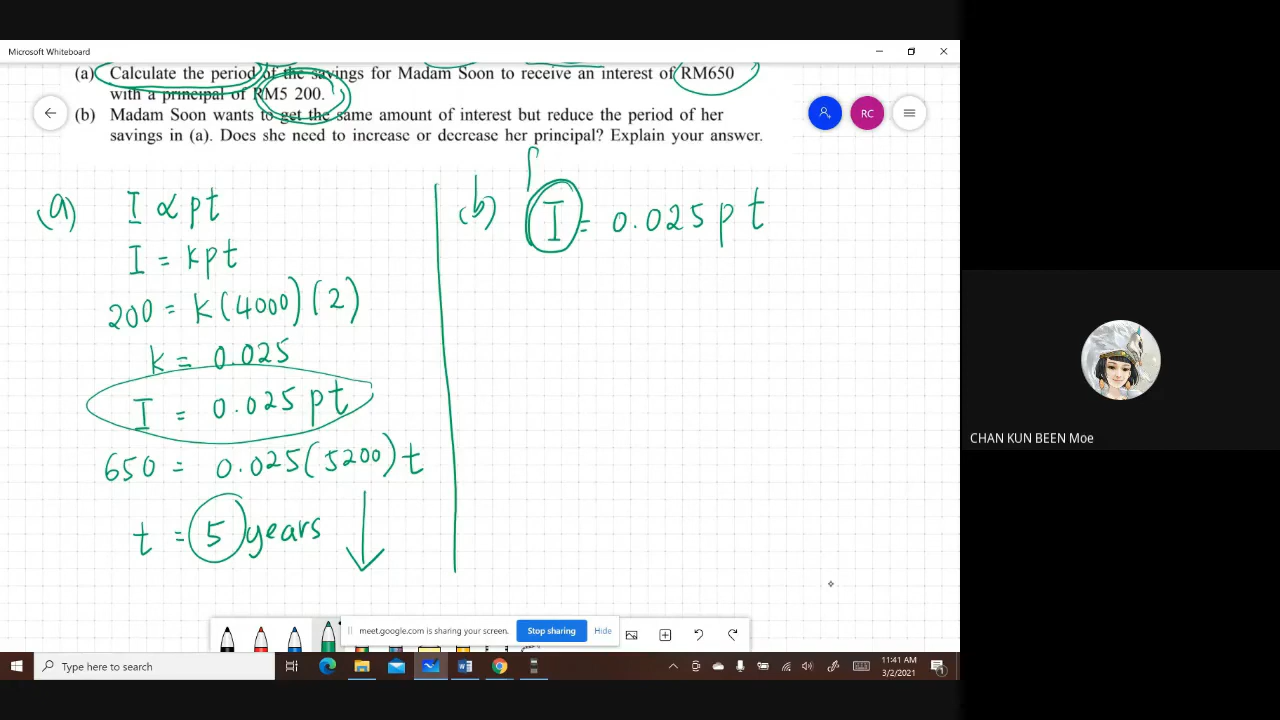 Microsoft Whiteboard
(a) Calculate the period of the savings for Madam Soon to receive an interest of RM650
with a principal of RM5 200.
(b) Madam Soon wants to get the same amount of interest but reduce the period of her
savings in (a). Does she need to increase or decrease her principal? Explain your answer.
RC
(a) I ∝ pt
I = kpt
200 = k(4000)(2)
k = 0.025
I = 0.025 pt
650 = 0.025(5200)t
t = 5 years
(b) I = 0.025 pt
CHAN KUN BEEN Moe
meet.google.com is sharing your screen.
Stop sharing
Hide
Type here to search
11:41 AM
3/2/2021